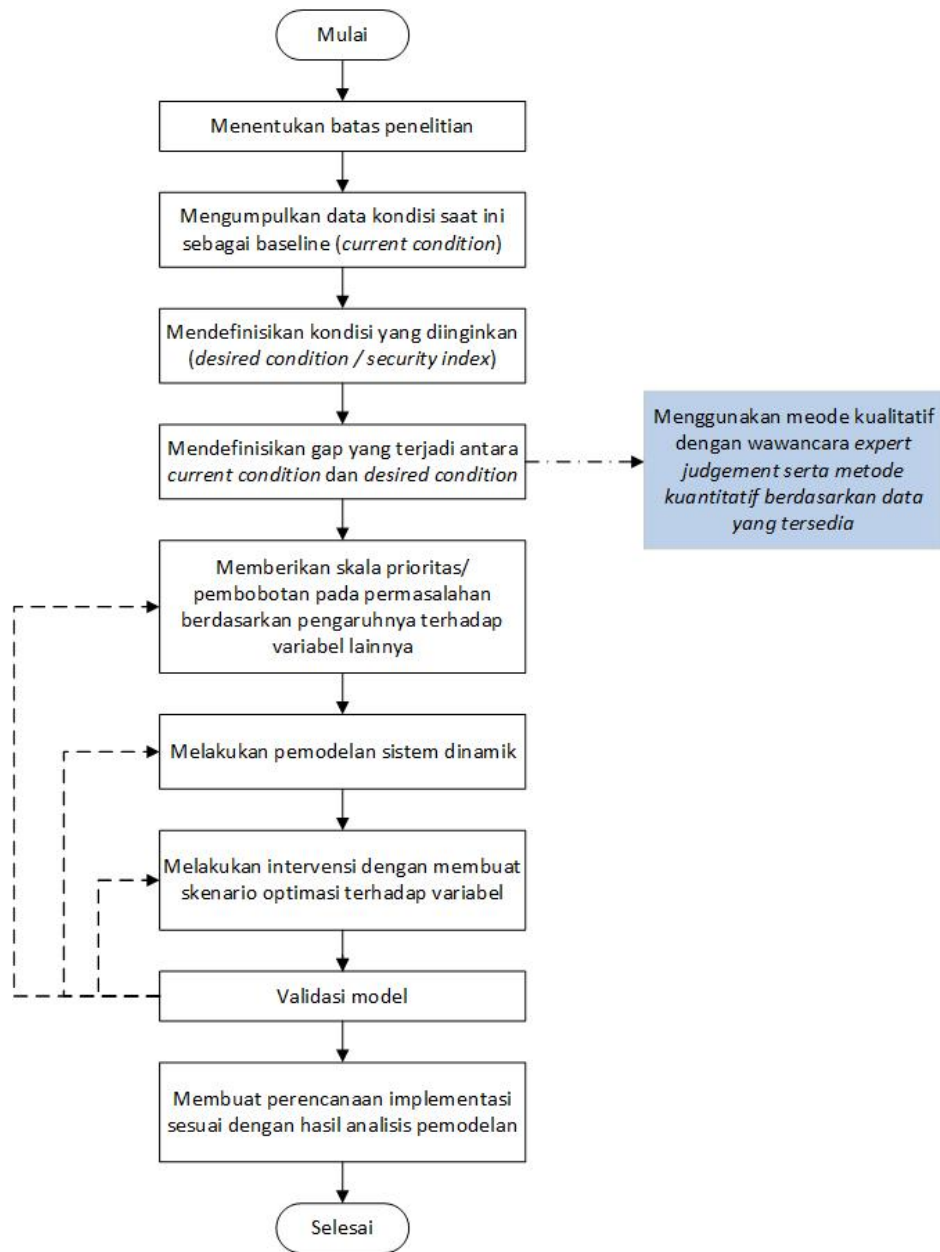 Mulai
Menentukan batas penelitian
Mengumpulkan data kondisi saat ini
sebagai baseline (current condition)
Mendefinisikan kondisi yang diinginkan
(desired condition / security index)
Mendefinisikan gap yang terjadi antara
current condition dan desired condition
Menggunakan meode kualitatif
dengan wawancara expert
judgement serta metode
kuantitatif berdasarkan data
yang tersedia
Memberikan skala prioritas/
pembobotan pada permasalahan
berdasarkan pengaruhnya terhadap
variabel lainnya
Melakukan pemodelan sistem dinamik
Melakukan intervensi dengan membuat
skenario optimasi terhadap variabel
Validasi model
Membuat perencanaan implementasi
sesuai dengan hasil analisis pemodelan
Selesai